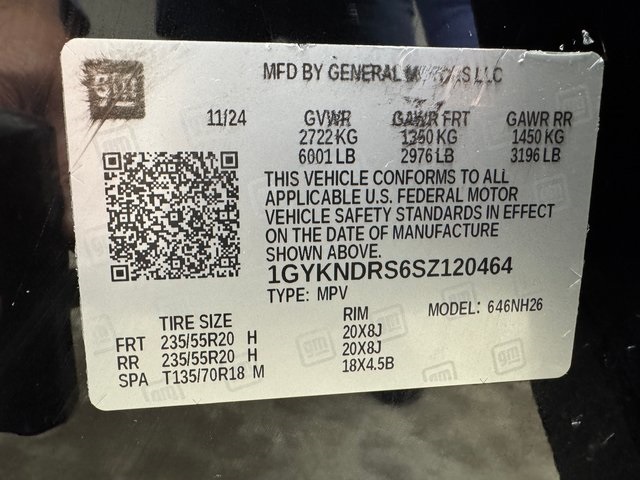 gm
MFD BY GENERAL MOTORS LLC
11/24 GVWR GAWR FRT GAWR RR
2722 KG 1350 KG 1450 KG
6001 LB 2976 LB 3196 LB
THIS VEHICLE CONFORMS TO ALL
APPLICABLE U.S. FEDERAL MOTOR
VEHICLE SAFETY STANDARDS IN EFFECT
ON THE DATE OF MANUFACTURE
SHOWN ABOVE.
1GYKNDRS6SZ120464
TYPE: MPV
MODEL: 646NH26
TIRE SIZE RIM
FRT 235/55R20 H 20X8J
RR 235/55R20 H 20X8J
SPA T135/70R18 M 18X4.5B